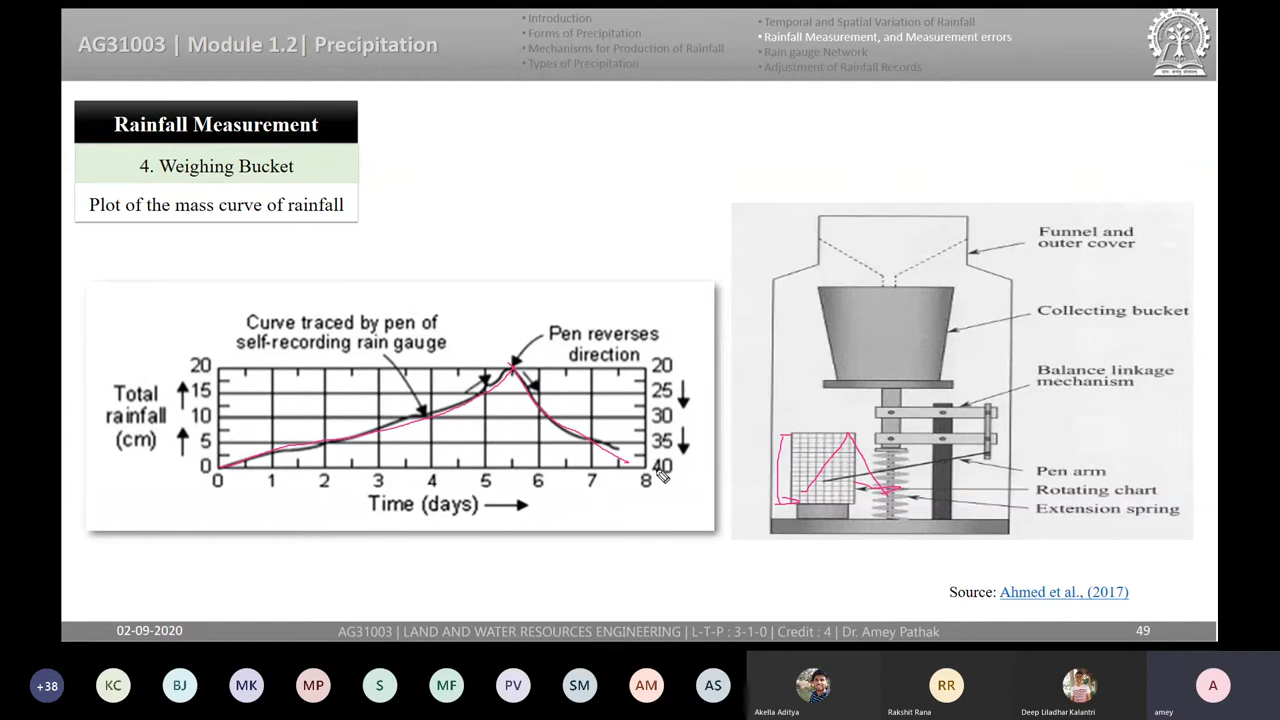 AG31003 | Module 1.2| Precipitation
• Introduction
• Forms of Precipitation
• Mechanisms for Production of Rainfall
• Types of Precipitation
• Temporal and Spatial Variation of Rainfall
• Rainfall Measurement, and Measurement errors
• Rain gauge Network
• Adjustment of Rainfall Records
Rainfall Measurement
4. Weighing Bucket
Plot of the mass curve of rainfall
Curve traced by pen of
self-recording rain gauge
Pen reverses
direction
Total
rainfall
(cm)
20
15
10
5
0
20
25
30
35
40
0 1 2 3 4 5 6 7 8
Time (days)
Funnel and
outer cover
Collecting bucket
Balance linkage
mechanism
Pen arm
Rotating chart
Extension spring
Source: Ahmed et al., (2017)
02-09-2020
AG31003 | LAND AND WATER RESOURCES ENGINEERING | L-T-P : 3-1-0 | Credit : 4 | Dr. Amey Pathak
49
+38 KC BJ MK MP S MF PV SM AM AS RR A
Akella Aditya
Rakshit Rana
Deep Liladhar Kalantri
amey